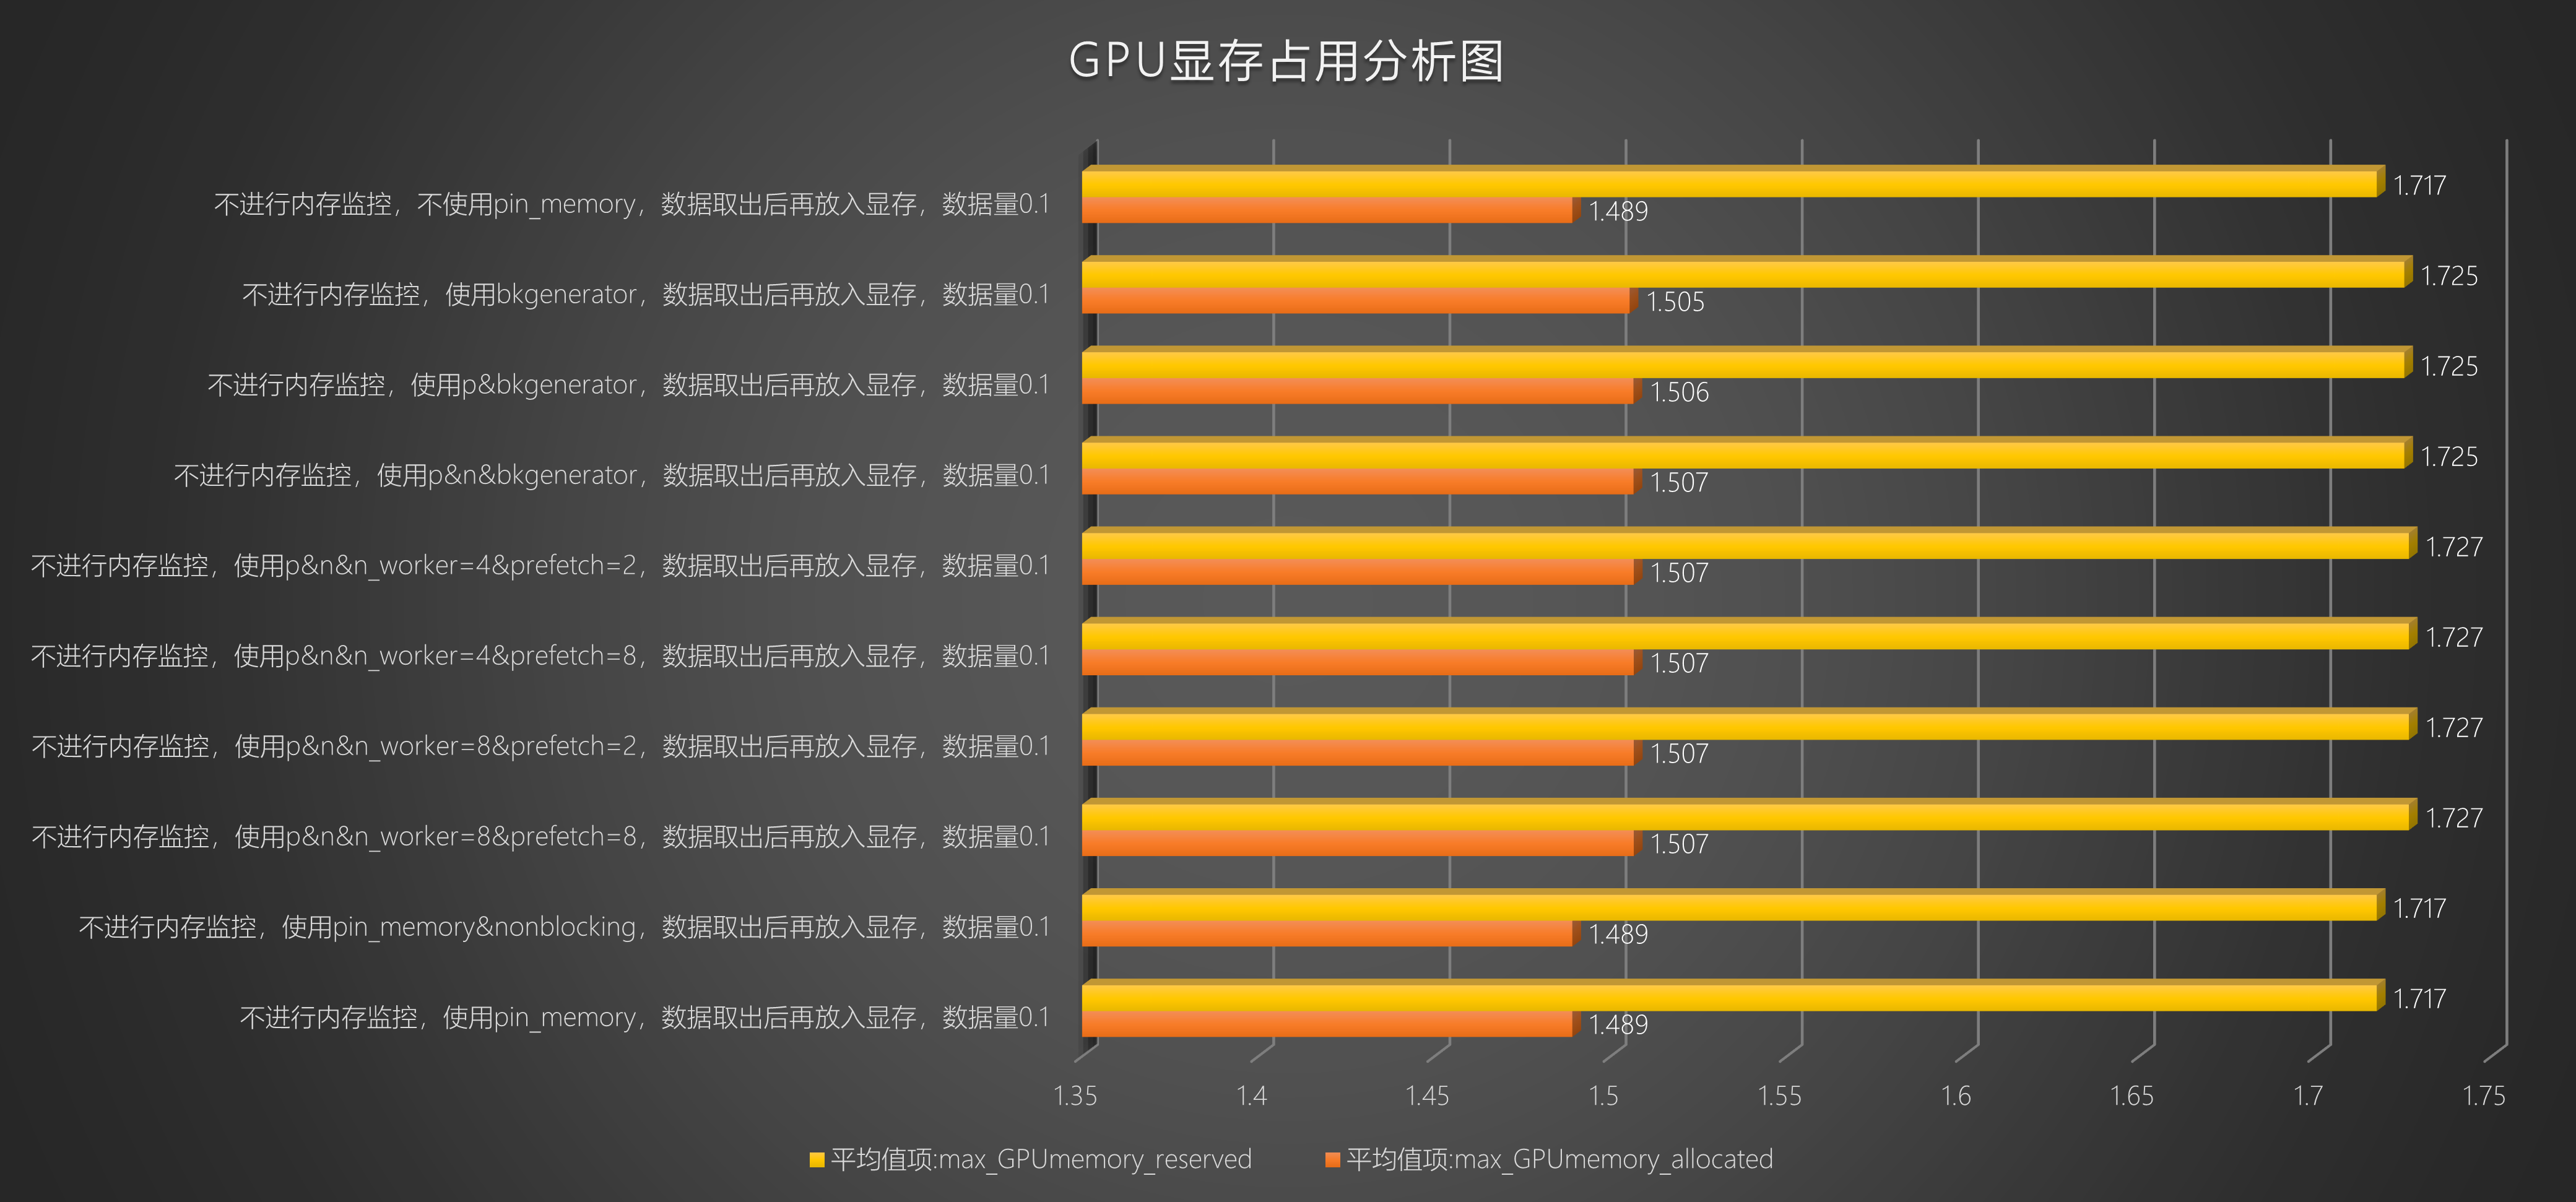 GPU显存占用分析图
不进行内存监控，不使用pin_memory，数据取出后再放入显存，数据量0.1
1.717
1.489
不进行内存监控，使用bkgenerator，数据取出后再放入显存，数据量0.1
1.725
1.505
不进行内存监控，使用p&bkgenerator，数据取出后再放入显存，数据量0.1
1.725
1.506
不进行内存监控，使用p&n&bkgenerator，数据取出后再放入显存，数据量0.1
1.725
1.507
不进行内存监控，使用p&n&n_worker=4&prefetch=2，数据取出后再放入显存，数据量0.1
1.727
1.507
不进行内存监控，使用p&n&n_worker=4&prefetch=8，数据取出后再放入显存，数据量0.1
1.727
1.507
不进行内存监控，使用p&n&n_worker=8&prefetch=2，数据取出后再放入显存，数据量0.1
1.727
1.507
不进行内存监控，使用p&n&n_worker=8&prefetch=8，数据取出后再放入显存，数据量0.1
1.727
1.507
不进行内存监控，使用pin_memory&nonblocking，数据取出后再放入显存，数据量0.1
1.717
1.489
不进行内存监控，使用pin_memory，数据取出后再放入显存，数据量0.1
1.717
1.489
1.35 1.4 1.45 1.5 1.55 1.6 1.65 1.7 1.75
平均值项:max_GPUmemory_reserved 平均值项:max_GPUmemory_allocated